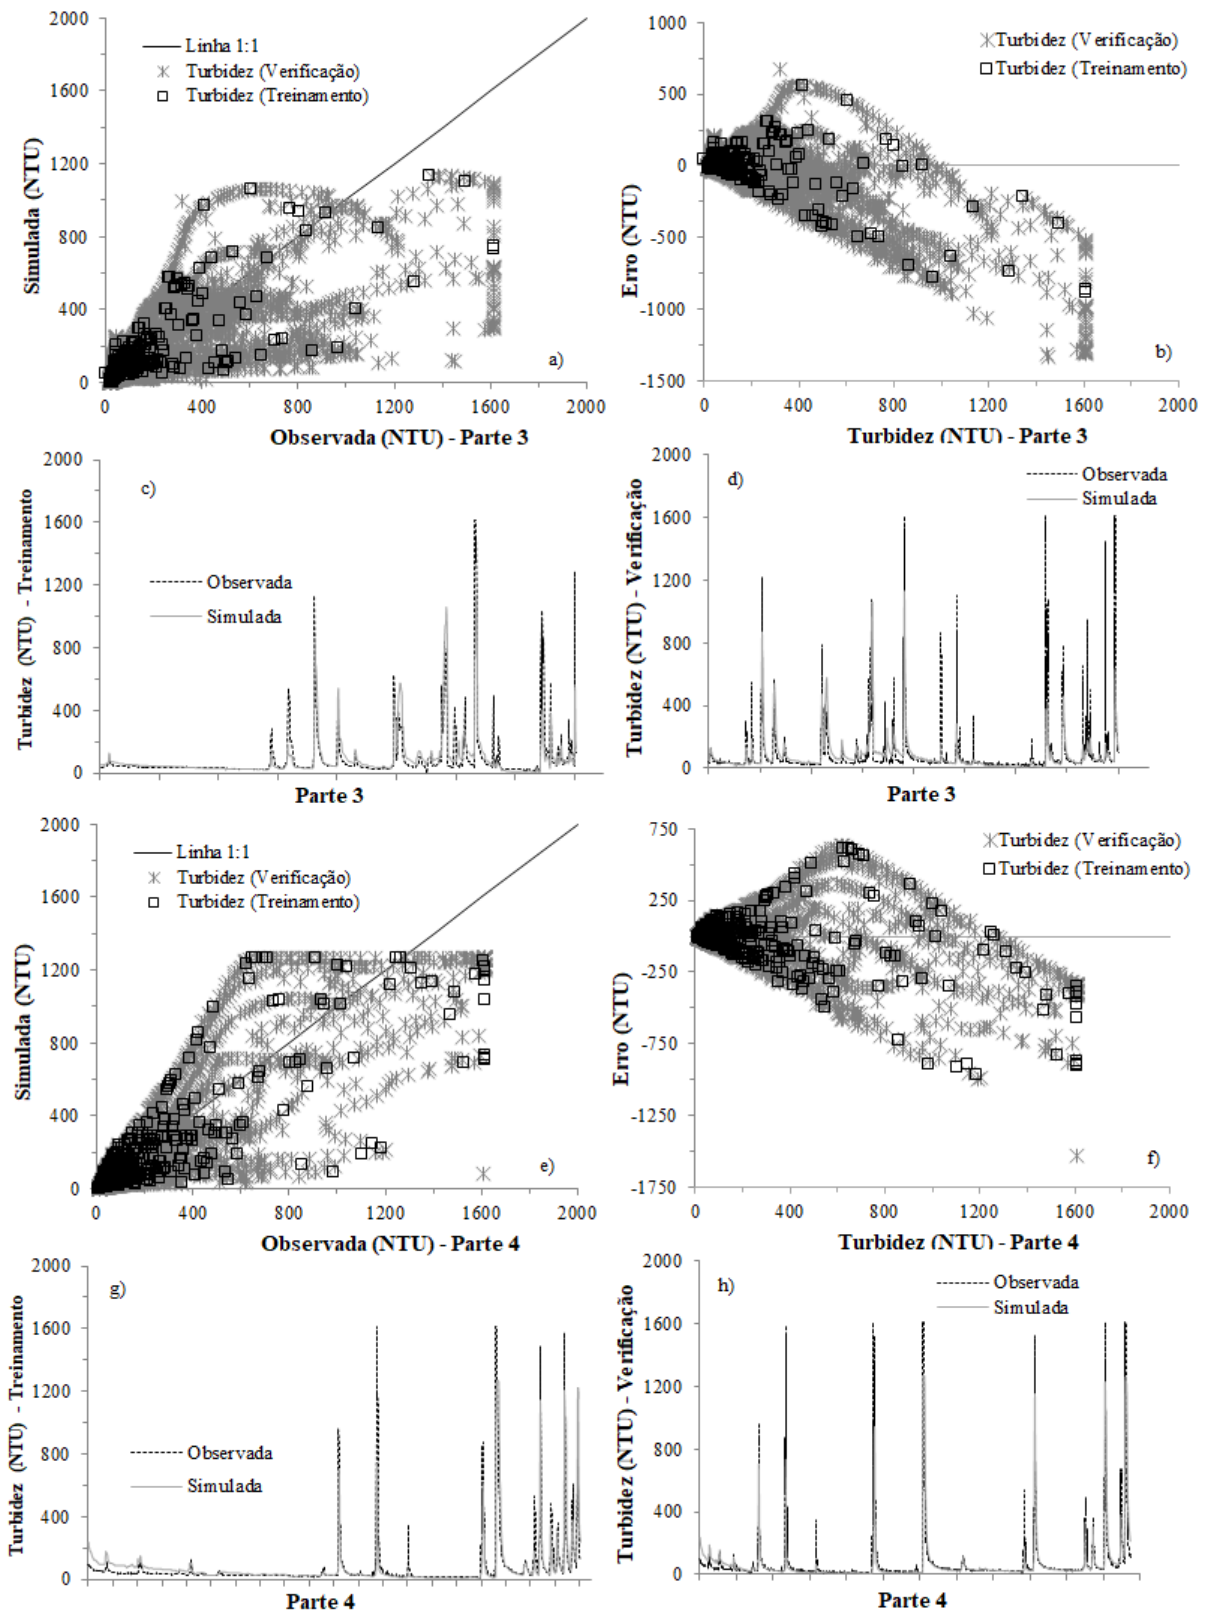 2000
1600
1200
800
400
0
Simulada (NTU)
Linha 1:1
Turbidez (Verificação)
Turbidez (Treinamento)
a)
0 400 800 1200 1600 2000
Observada (NTU) - Parte 3
1000
500
0
-500
-1000
-1500
Erro (NTU)
Turbidez (Verificação)
Turbidez (Treinamento)
b)
0 400 800 1200 1600 2000
Turbidez (NTU) - Parte 3
2000
1600
1200
800
400
0
Turbidez (NTU) - Treinamento
c)
Observada
Simulada
Parte 3
2000
1600
1200
800
400
0
Turbidez (NTU) - Verificação
d)
Observada
Simulada
Parte 3
2000
1600
1200
800
400
0
Simulada (NTU)
Linha 1:1
Turbidez (Verificação)
Turbidez (Treinamento)
e)
0 400 800 1200 1600 2000
Observada (NTU) - Parte 4
750
250
-250
-750
-1250
-1750
Erro (NTU)
Turbidez (Verificação)
Turbidez (Treinamento)
f)
0 400 800 1200 1600 2000
Turbidez (NTU) - Parte 4
2000
1600
1200
800
400
0
Turbidez (NTU) - Treinamento
g)
Observada
Simulada
Parte 4
2000
1600
1200
800
400
0
Turbidez (NTU) - Verificação
h)
Observada
Simulada
Parte 4